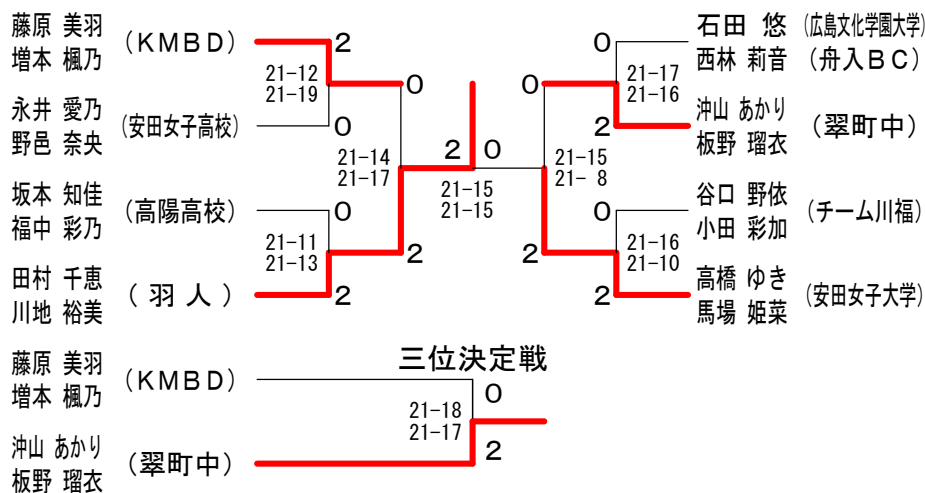 藤原 美羽
増本 楓乃
(KMBD)
2
21-12
21-19
永井 愛乃
野邑 奈央
(安田女子高校)
0
0
21-14
21-17
坂本 知佳
福中 彩乃
(高陽高校)
0
21-11
21-13
田村 千恵
川地 裕美
(羽人)
2
2
2
0
21-15
21-15
石田 悠
(広島文化学園大学)
西林 莉音
(舟入BC)
0
21-17
21-16
沖山 あかり
板野 瑠衣
(翠町中)
2
0
21-15
21- 8
谷口 野依
小田 彩加
(チーム川福)
0
21-16
21-10
高橋 ゆき
馬場 姫菜
(安田女子大学)
2
2
三位決定戦
藤原 美羽
増本 楓乃
(KMBD)
0
21-18
21-17
沖山 あかり
板野 瑠衣
(翠町中)
2